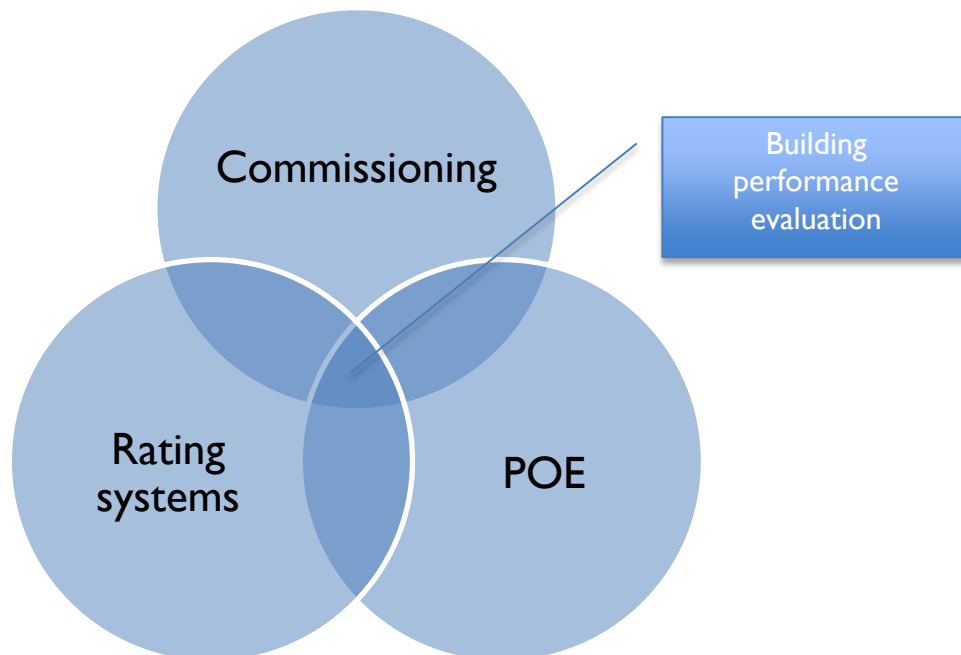 Commissioning
Building
performance
evaluation
Rating
systems
POE